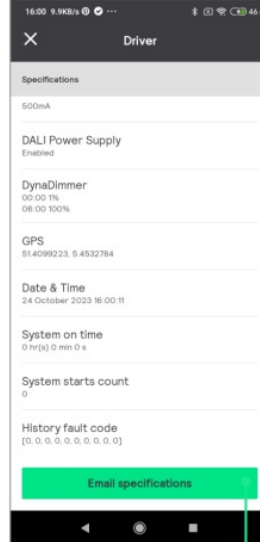 16:00 9.9KB/s ··· 46
Driver
Specifications
500mA
DALI Power Supply
Enabled
DynaDimmer
00:00 1%
06:00 100%
GPS
51.4099223, 5.4532784
Date & Time
24 October 2023 16:00:11
System on time
0 hr(s) 0 min 0 s
System starts count
0
History fault code
[0, 0, 0, 0, 0, 0, 0, 0, 0]
Email specifications